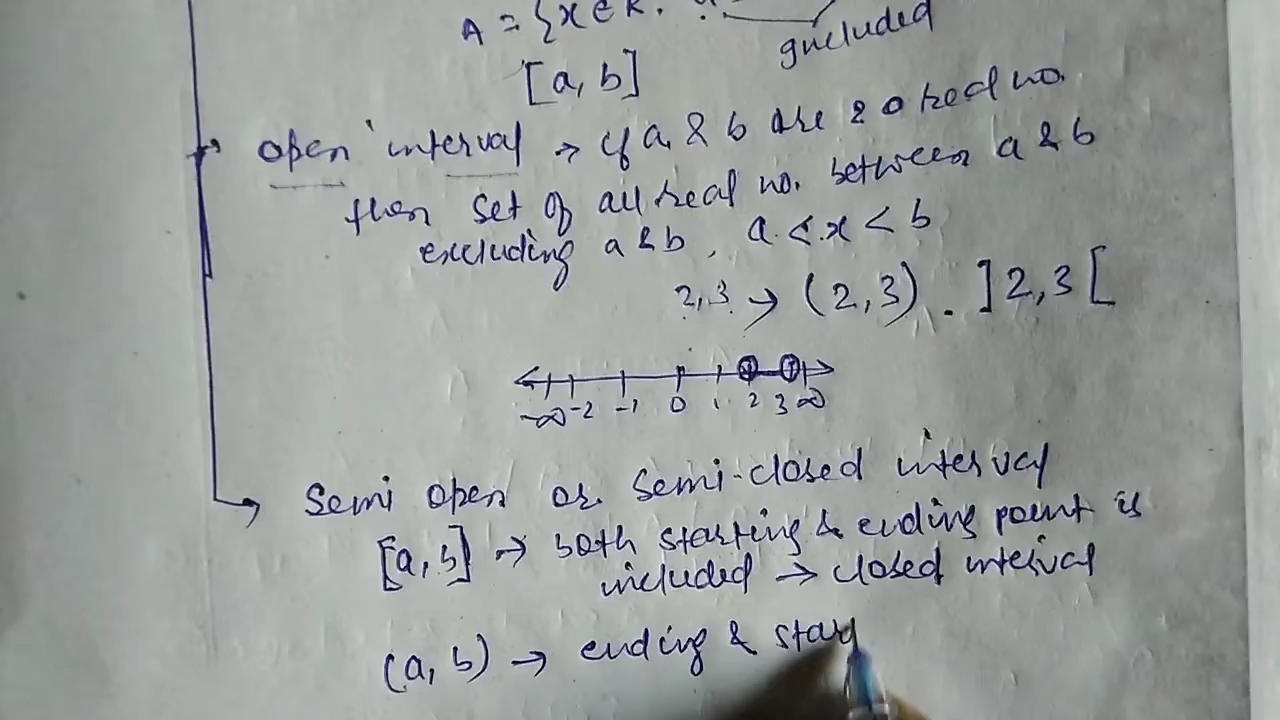 A = {x ∈ R.
included
[a, b]
open interval → If a & b are 2 real no.
then set of all real no. between a & b
excluding a & b, a < x < b
2,3 → (2,3) . ]2,3[
-∞ -2 -1 0 1 2 3 ∞
Semi open or. Semi-closed interval
[a, b] → both starting & ending point is
included → closed interval
(a, b) → ending & star